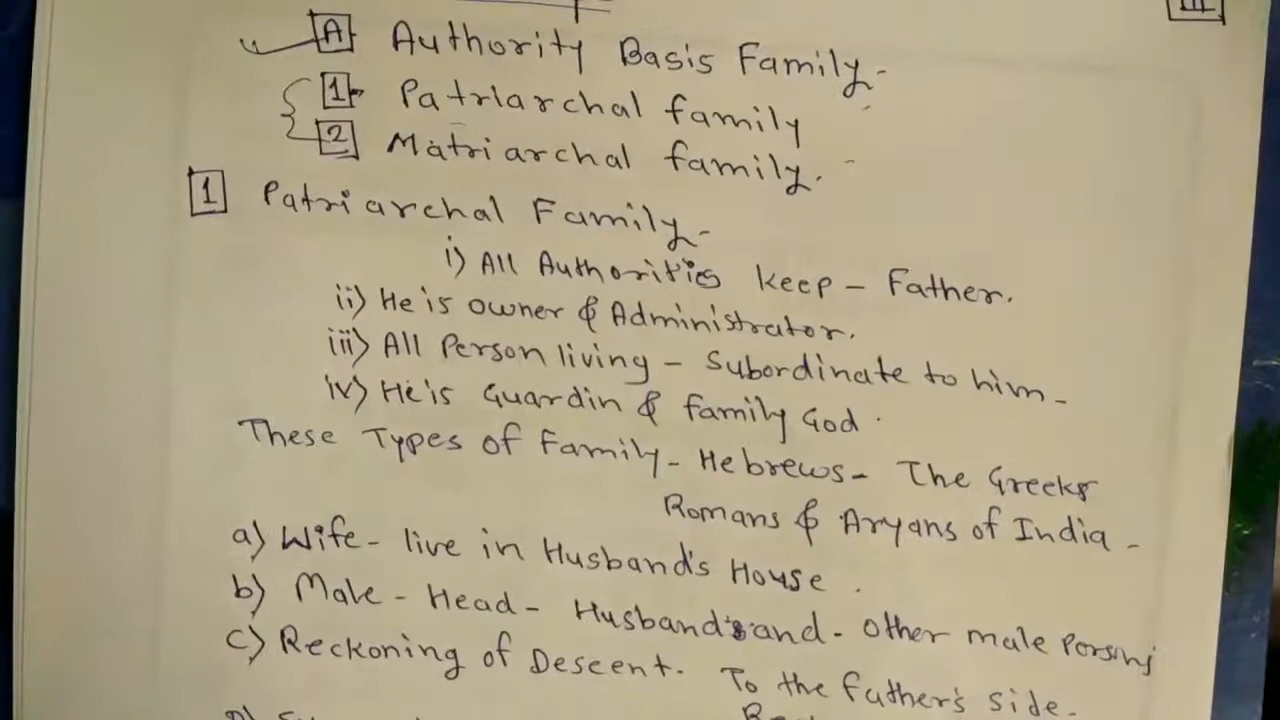 III
A Authority Basis Family-
1 Patriarchal family
2 Matriarchal family.
1 Patriarchal Family-
i) All Authorities keep - Father.
ii) He is owner & Administrator.
iii) All Person living - Subordinate to him -
iv) He is Guardin & family God.
These Types of Family - Hebrews - The Greeks
Romans & Aryans of India -
a) Wife - live in Husband's House.
b) Male - Head - Husband's and - other male Persons
c) Reckoning of Descent. To the father's side.